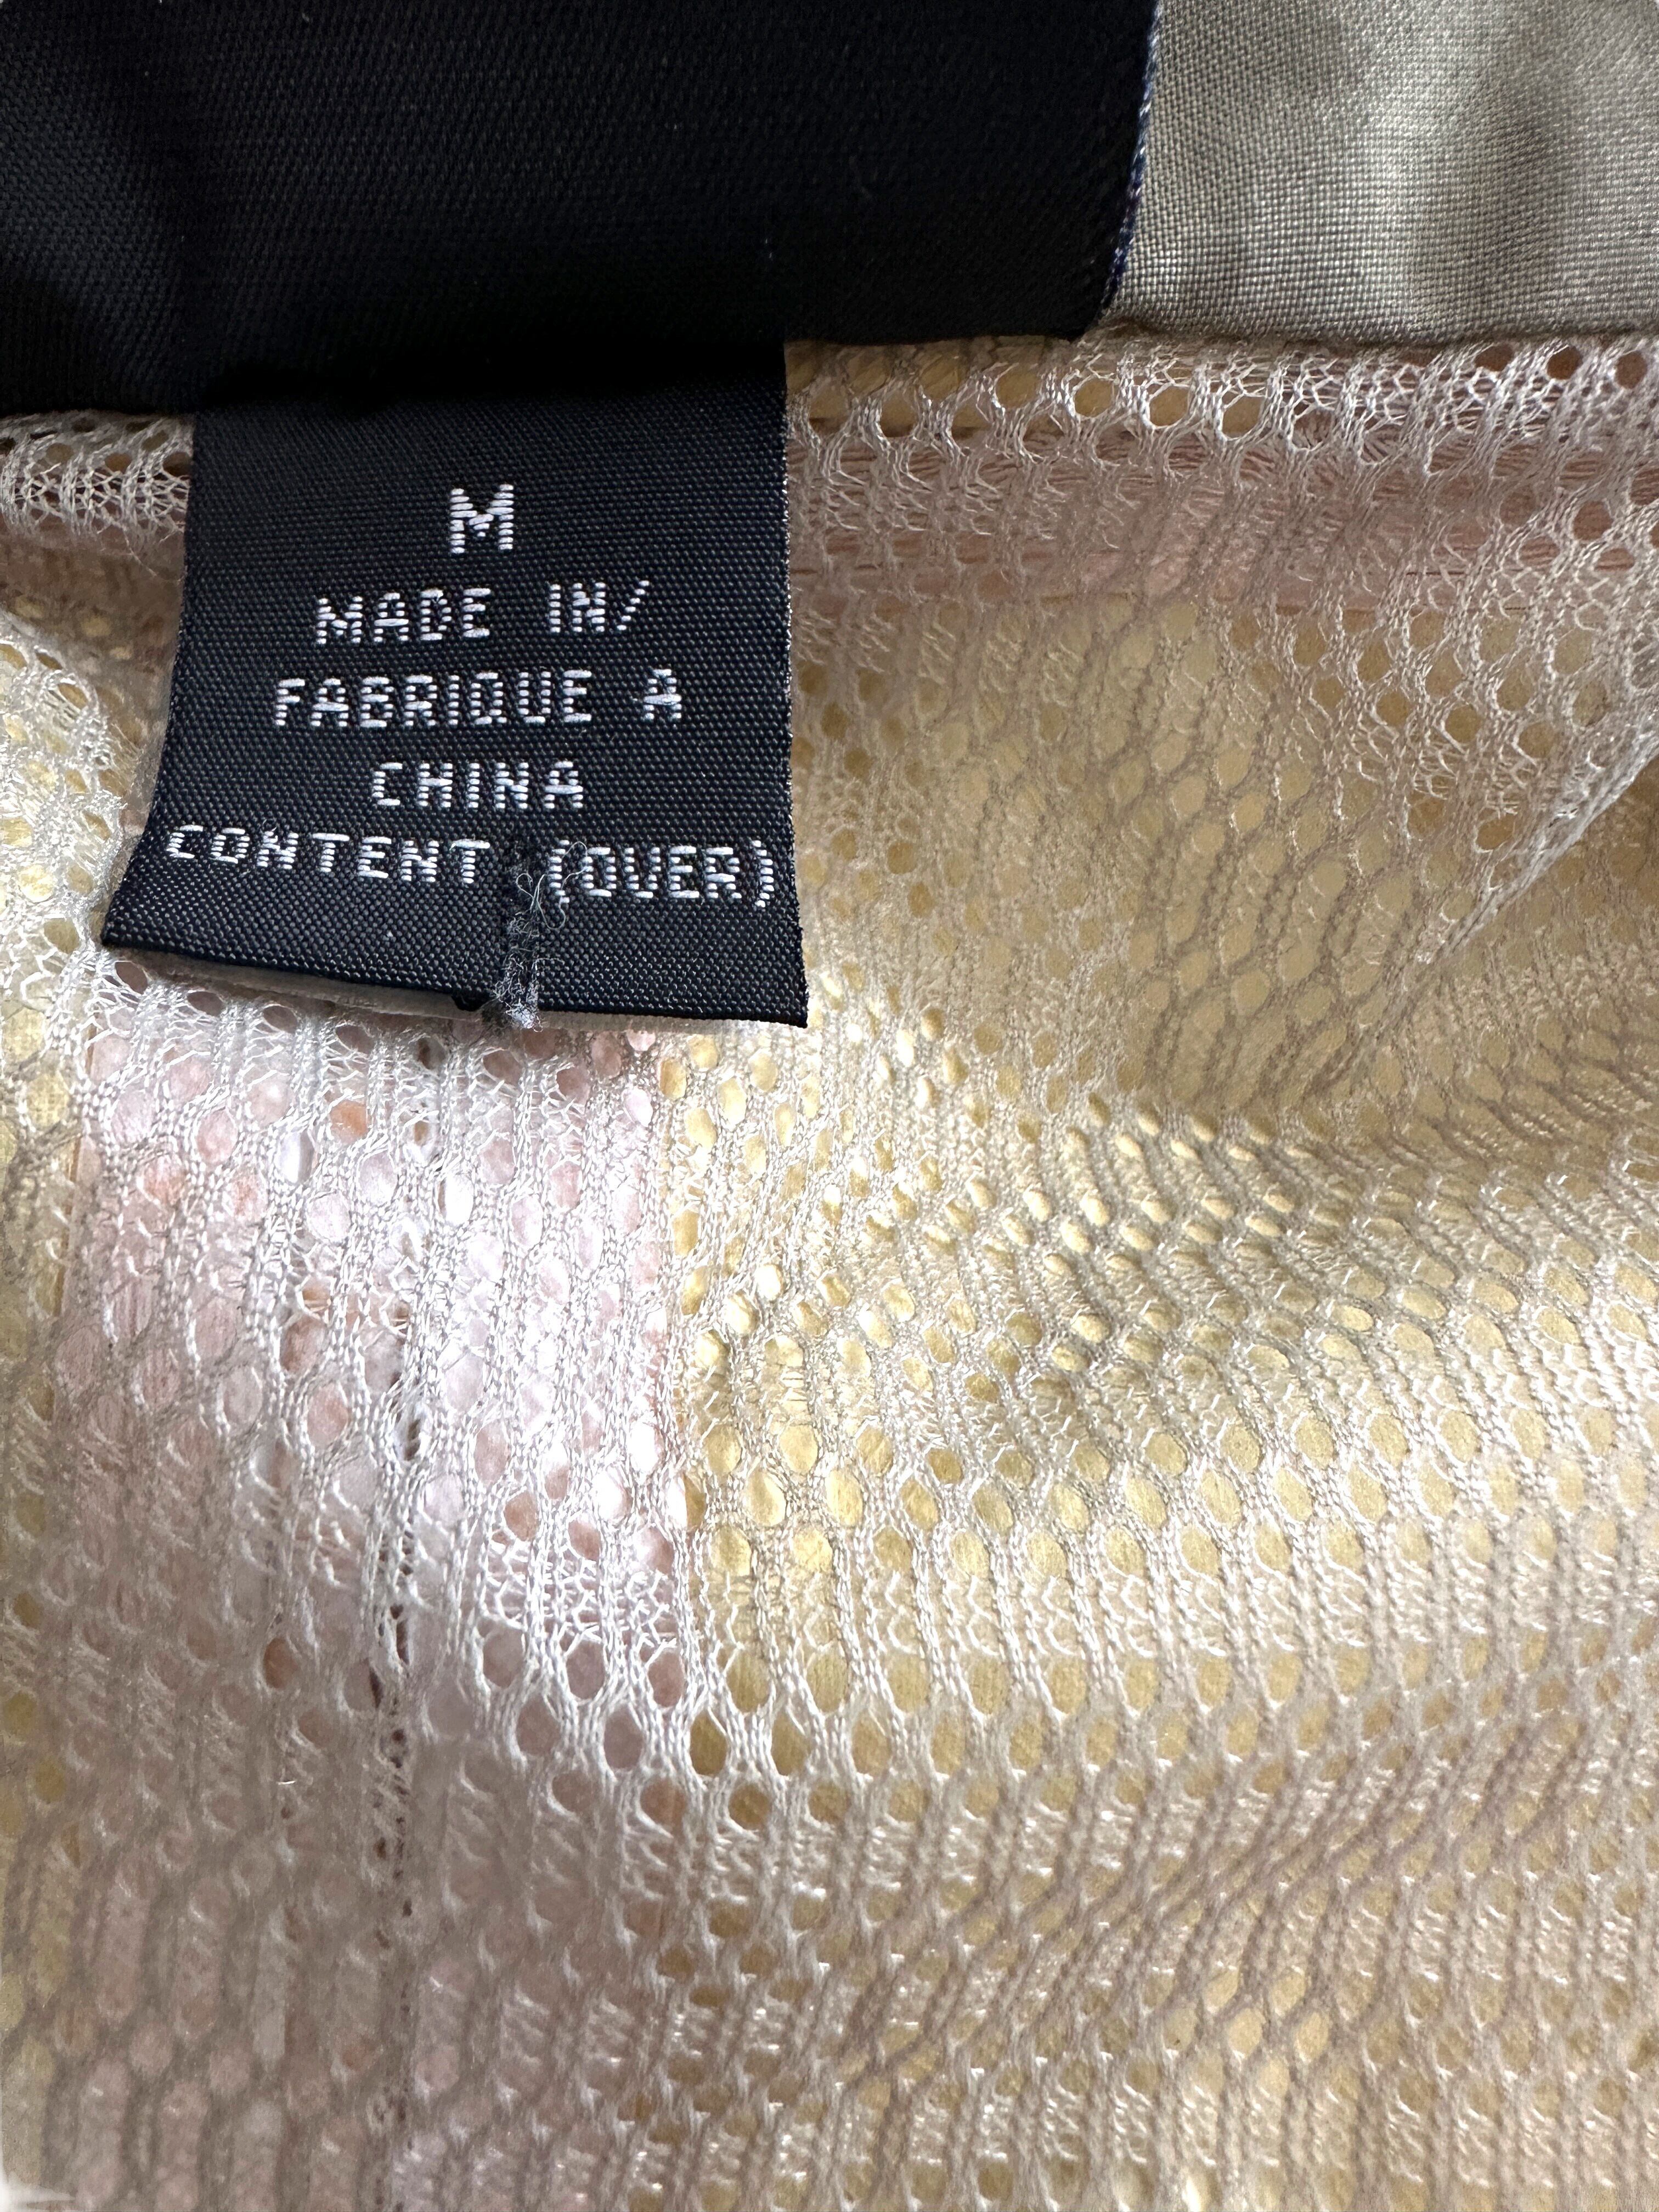 M
MADE IN/
FABRIQUE A
CHINA
CONTENT (OVER)